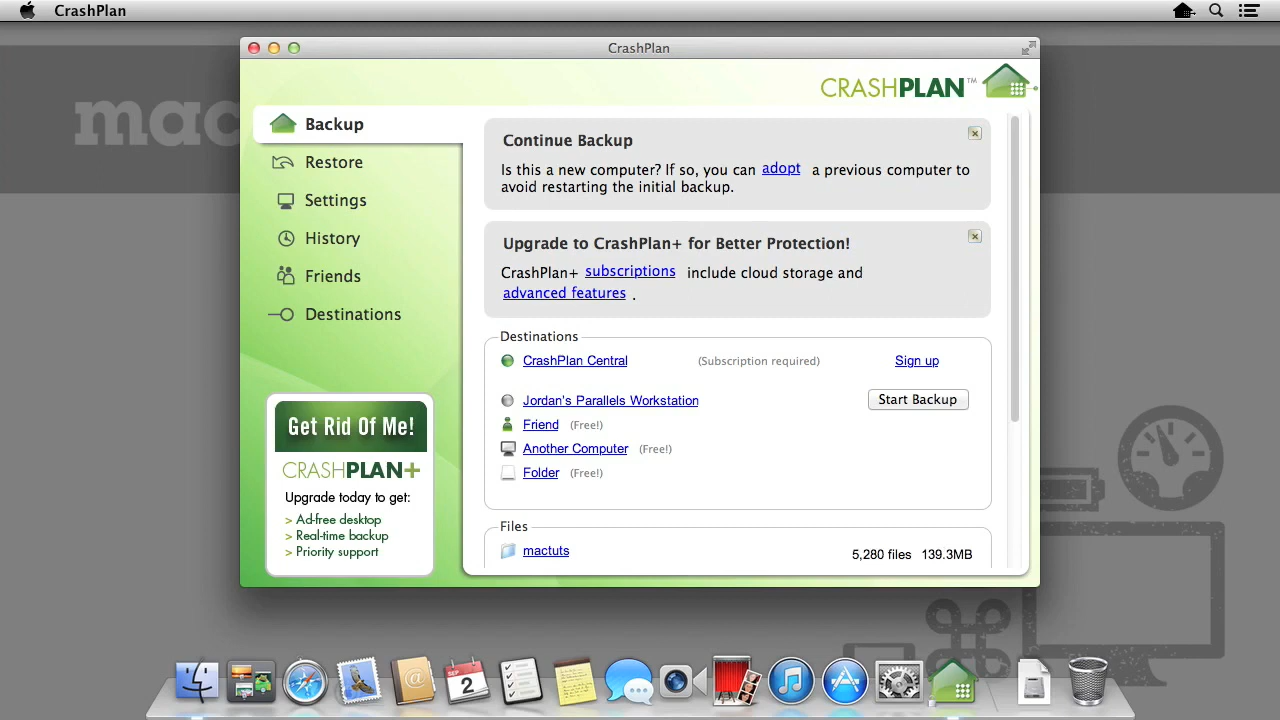 CrashPlan
CrashPlan
mac
CRASHPLAN™
Backup
Restore
Settings
History
Friends
Destinations
Continue Backup
Is this a new computer? If so, you can adopt a previous computer to
avoid restarting the initial backup.
Upgrade to CrashPlan+ for Better Protection!
CrashPlan+ subscriptions include cloud storage and
advanced features .
Destinations
CrashPlan Central (Subscription required) Sign up
Jordan's Parallels Workstation Start Backup
Friend (Free!)
Another Computer (Free!)
Folder (Free!)
Files
mactuts 5,280 files 139.3MB
Get Rid Of Me!
CRASHPLAN+
Upgrade today to get:
> Ad-free desktop
> Real-time backup
> Priority support
SEP
2